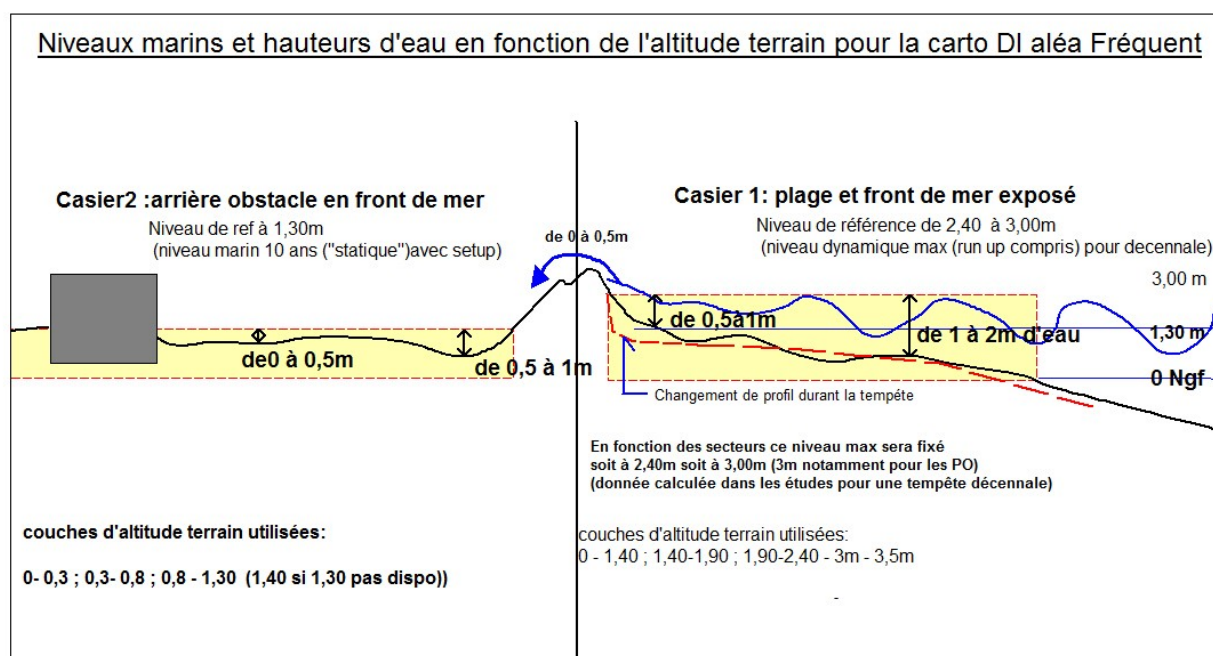 Niveaux marins et hauteurs d'eau en fonction de l'altitude terrain pour la carto DI aléa Fréquent
Casier2 :arrière obstacle en front de mer
Niveau de ref à 1,30m
(niveau marin 10 ans ("statique")avec setup)
de 0 à 0,5m
Casier 1: plage et front de mer exposé
Niveau de référence de 2,40 à 3,00m
(niveau dynamique max (run up compris) pour decennale)
3,00 m
de 0,5à1m
de 1 à 2m d'eau
1,30 m
de0 à 0,5m
de 0,5 à 1m
0 Ngf
Changement de profil durant la tempéte
En fonction des secteurs ce niveau max sera fixé
soit à 2,40m soit à 3,00m (3m notamment pour les PO)
(donnée calculée dans les études pour une tempête décennale)
couches d'altitude terrain utilisées:
0- 0,3 ; 0,3- 0,8 ; 0,8 - 1,30 (1,40 si 1,30 pas dispo))
couches d'altitude terrain utilisées:
0 - 1,40 ; 1,40-1,90 ; 1,90-2,40 - 3m - 3,5m
-